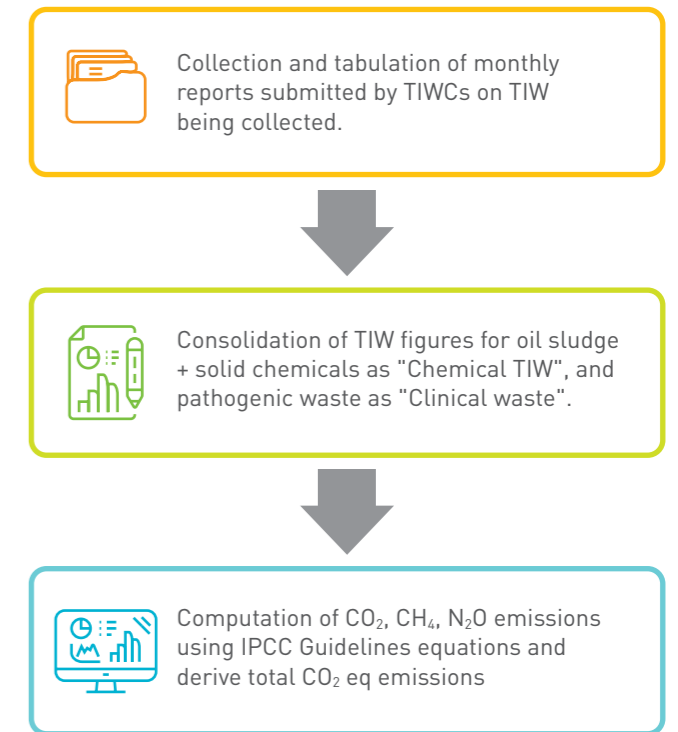 Collection and tabulation of monthly
reports submitted by TIWCs on TIW
being collected.
Consolidation of TIW figures for oil sludge
+ solid chemicals as "Chemical TIW", and
pathogenic waste as "Clinical waste".
Computation of CO₂, CH₄, N₂O emissions
using IPCC Guidelines equations and
derive total CO₂ eq emissions